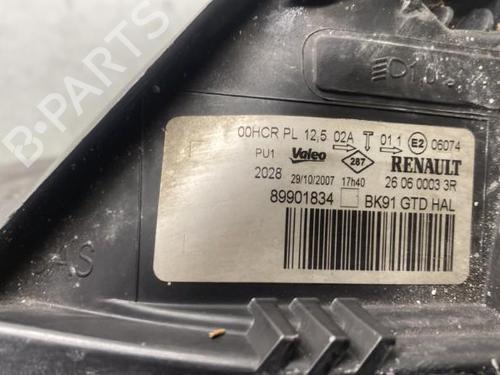 00HCR PL 12,5 02A T 01,1 E2 06074
PU1 Valeo 287 RENAULT
2028 29/10/2007 17h40 26 06 0003 3R
89901834 BK91 GTD HAL
B-PARTS